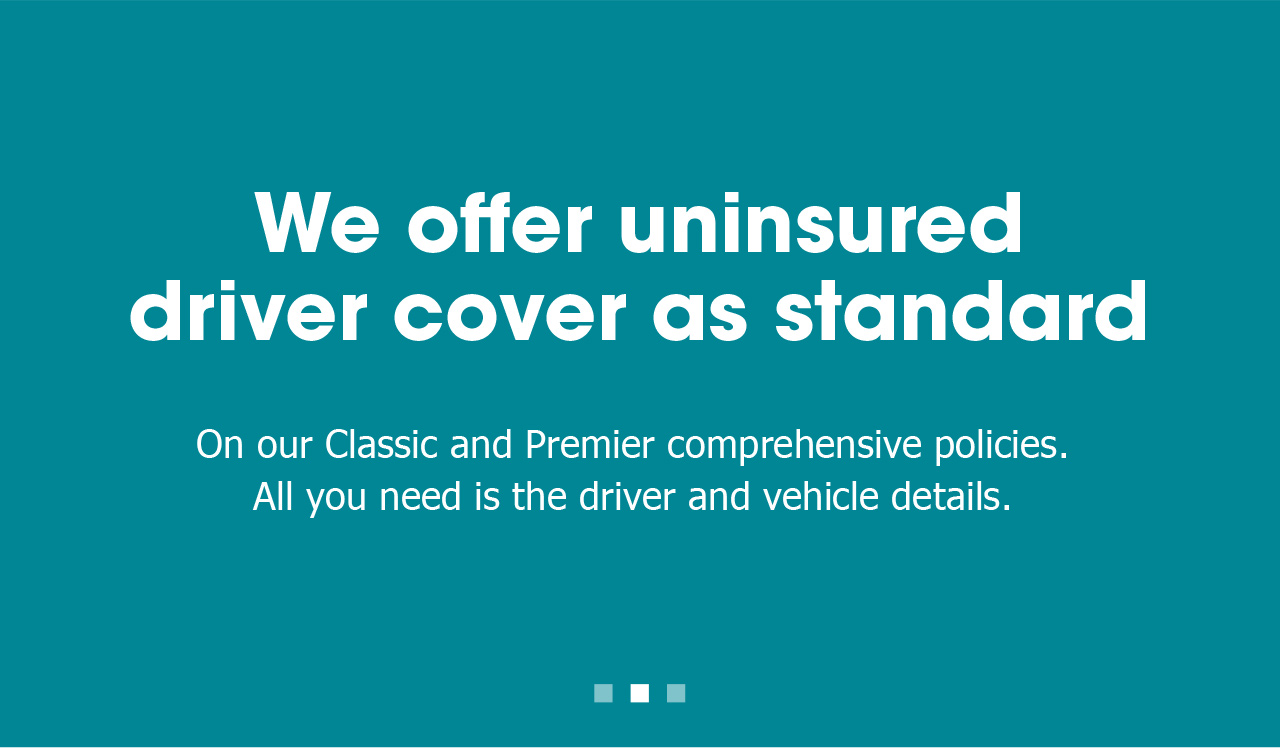 We offer uninsured
driver cover as standard
On our Classic and Premier comprehensive policies.
All you need is the driver and vehicle details.